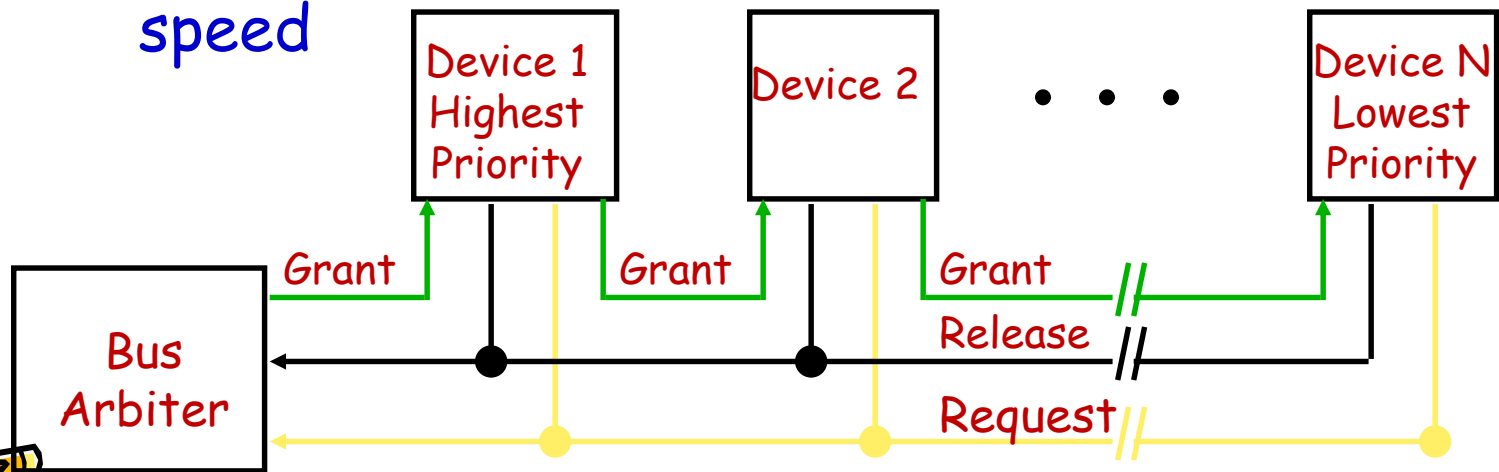 speed
Device 1
Highest
Priority
Device 2
Device N
Lowest
Priority
Grant
Grant
Grant
Release
Bus
Arbiter
Request